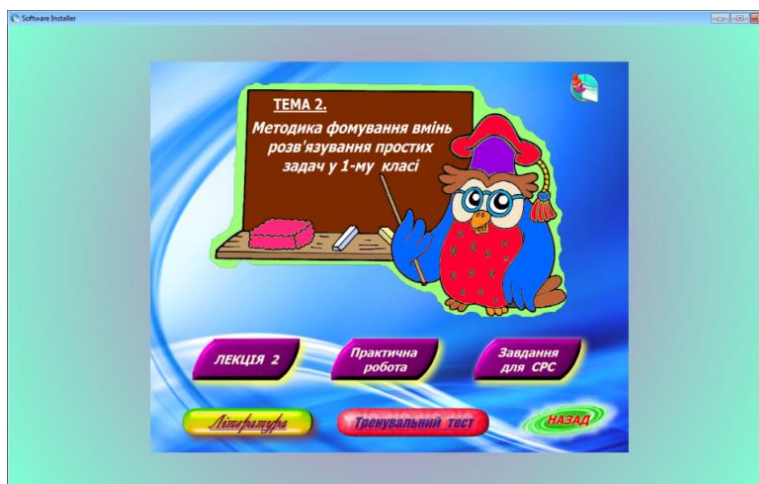 Software Installer
ТЕМА 2.
Методика фомування вмінь
розв'язування простих
задач у 1-му класі
ЛЕКЦІЯ 2
Практична
робота
Завдання
для СРС
Література
Тренувальний тест
НАЗАД